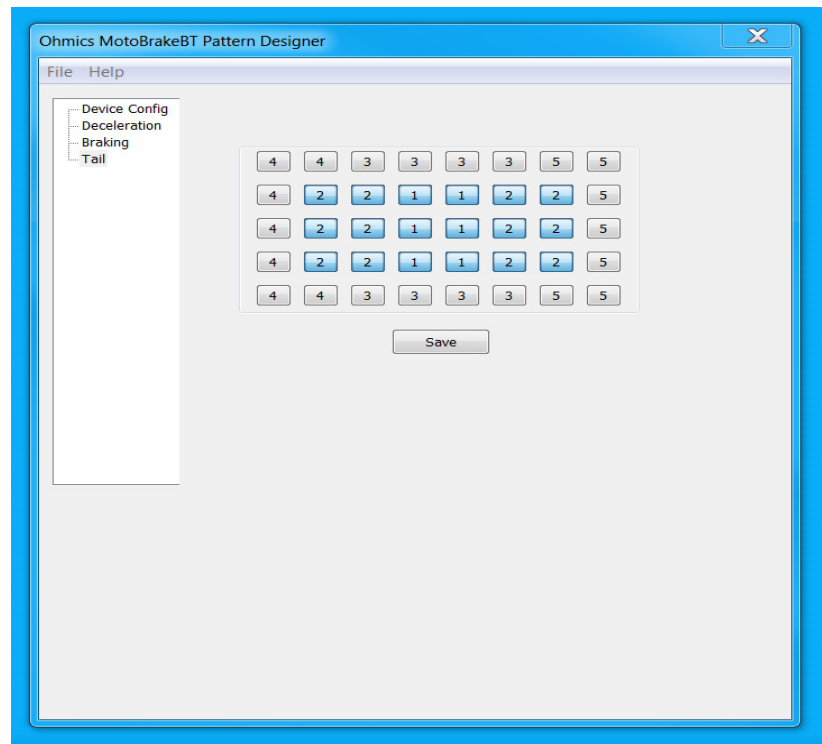 Ohmics MotoBrakeBT Pattern Designer
File Help
Device Config
Deceleration
Braking
Tail
4 4 3 3 3 3 5 5
4 2 2 1 1 2 2 5
4 2 2 1 1 2 2 5
4 2 2 1 1 2 2 5
4 4 3 3 3 3 5 5
Save